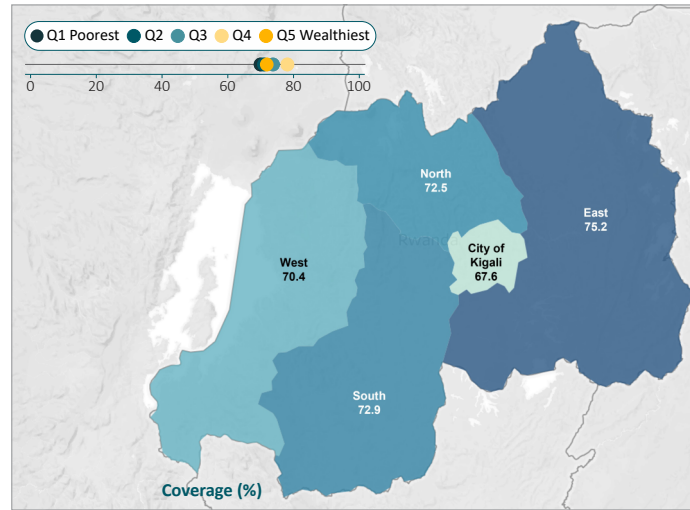 Q1 Poorest Q2 Q3 Q4 Q5 Wealthiest
0 20 40 60 80 100
North
72.5
East
75.2
Rwanda
City of
Kigali
67.6
West
70.4
South
72.9
Coverage (%)